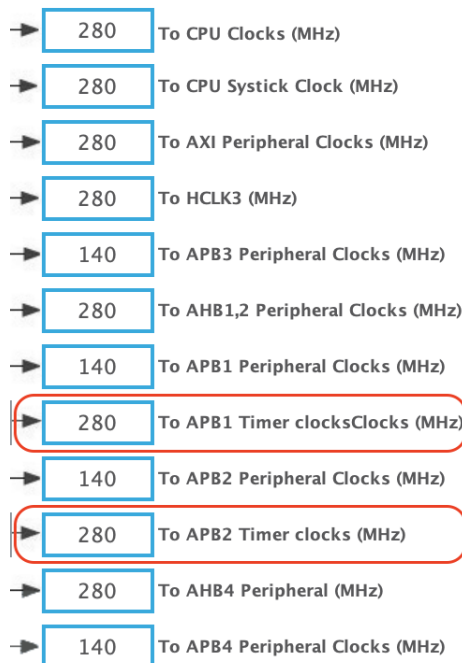 280 To CPU Clocks (MHz)
280 To CPU Systick Clock (MHz)
280 To AXI Peripheral Clocks (MHz)
280 To HCLK3 (MHz)
140 To APB3 Peripheral Clocks (MHz)
280 To AHB1,2 Peripheral Clocks (MHz)
140 To APB1 Peripheral Clocks (MHz)
280 To APB1 Timer clocksClocks (MHz)
140 To APB2 Peripheral Clocks (MHz)
280 To APB2 Timer clocks (MHz)
280 To AHB4 Peripheral (MHz)
140 To APB4 Peripheral Clocks (MHz)